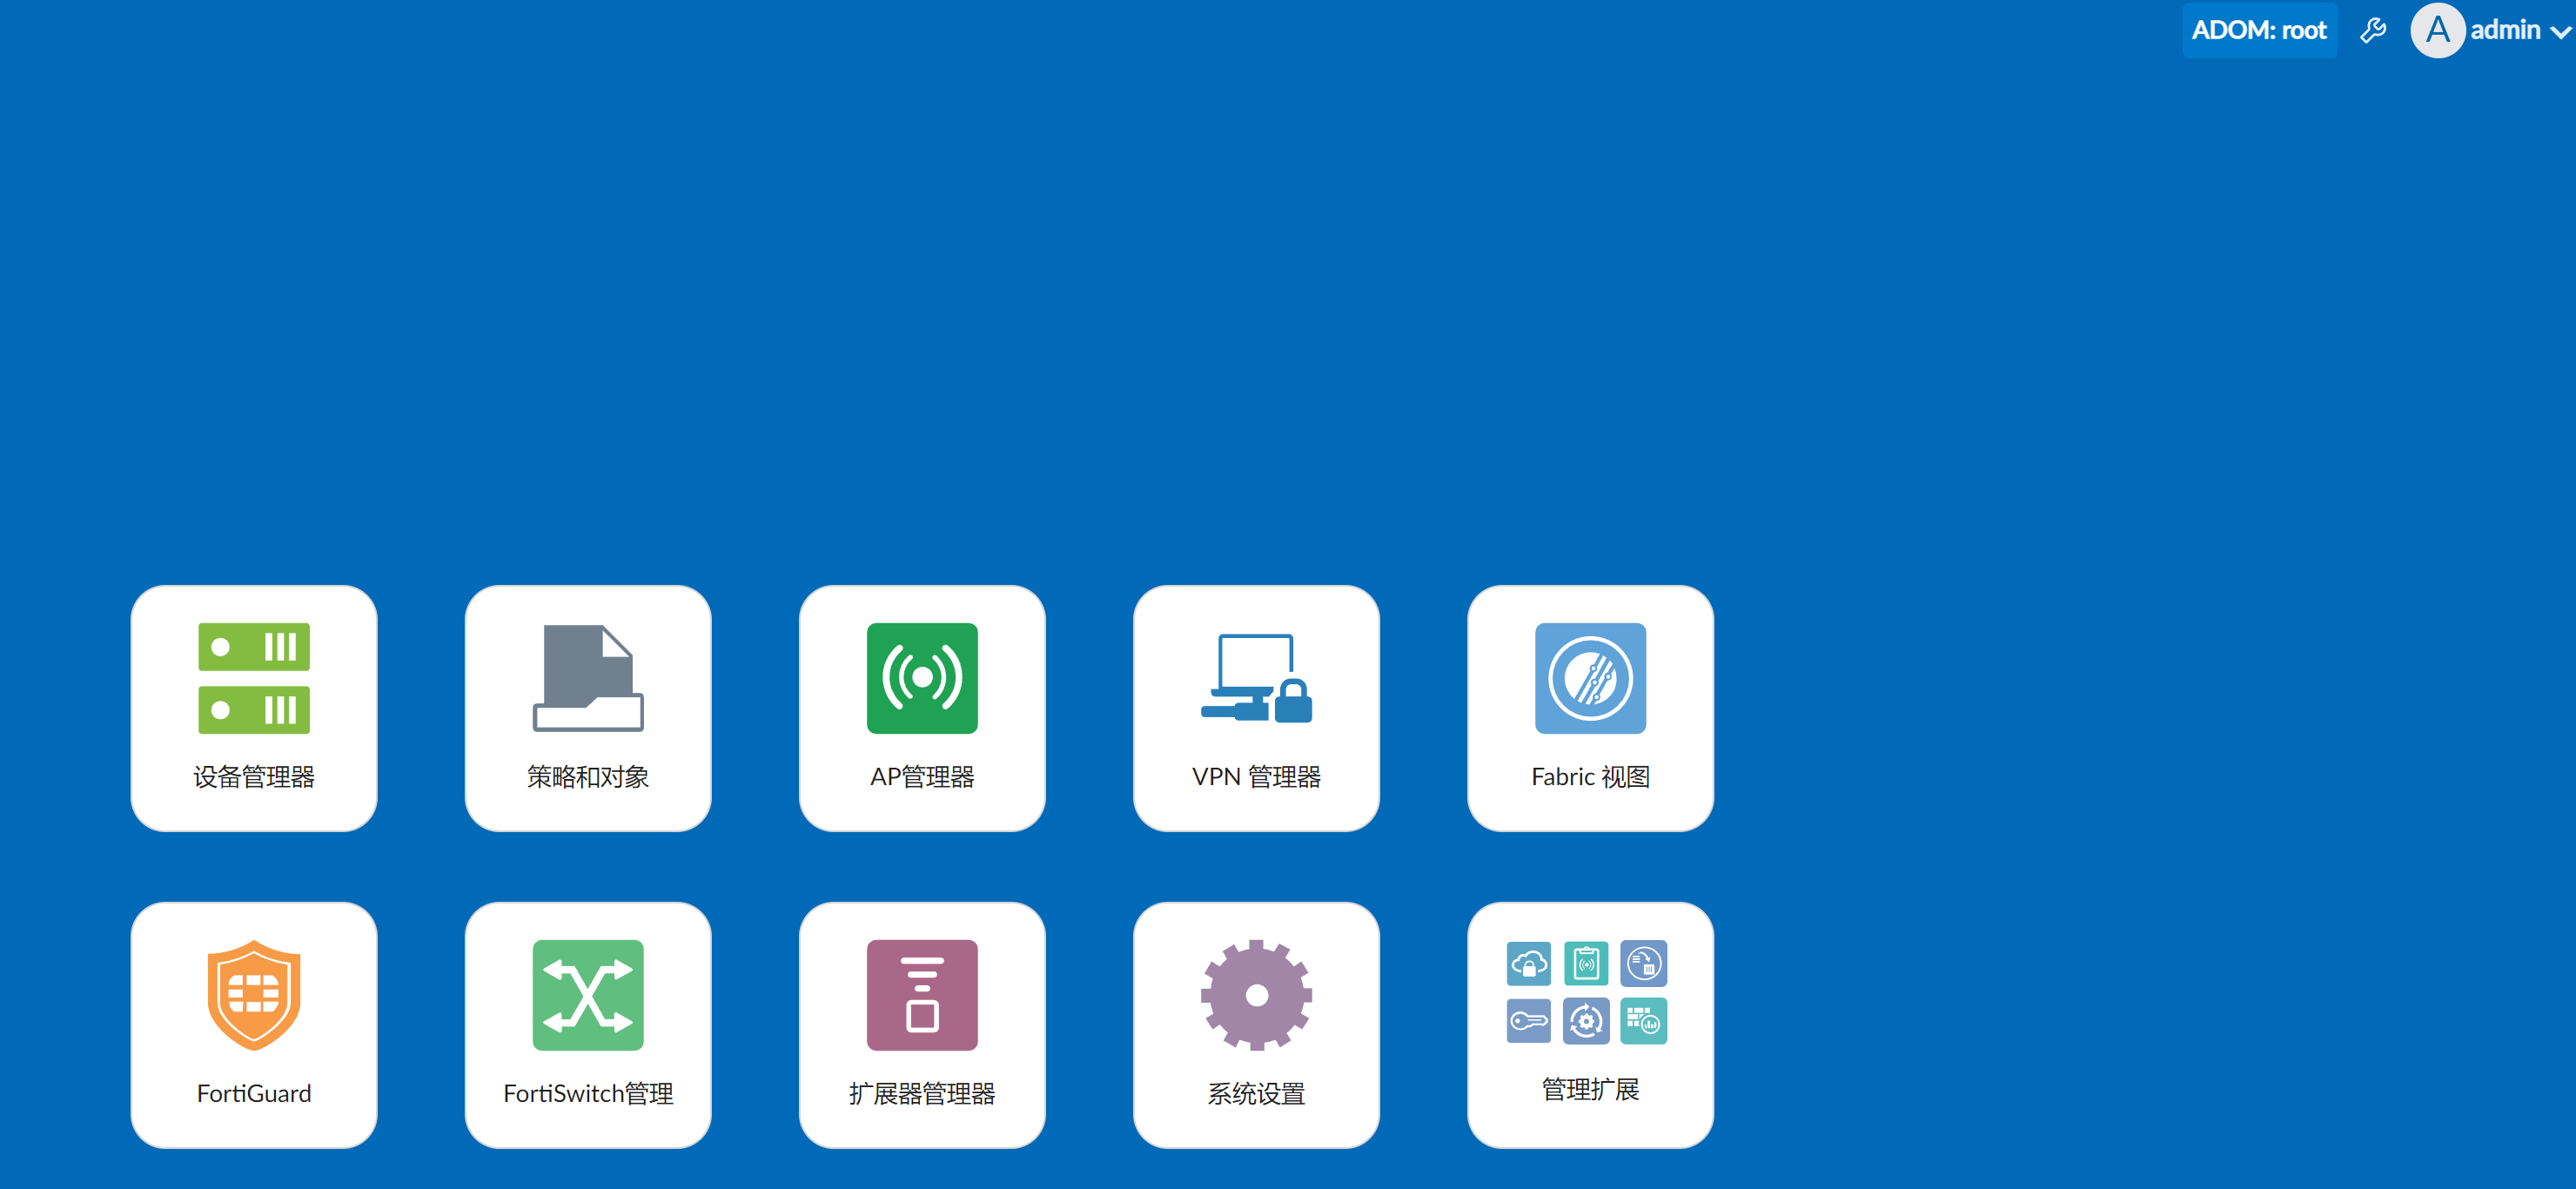 ADOM: root
A admin
设备管理器
策略和对象
AP管理器
VPN 管理器
Fabric 视图
FortiGuard
FortiSwitch管理
扩展器管理器
系统设置
管理扩展